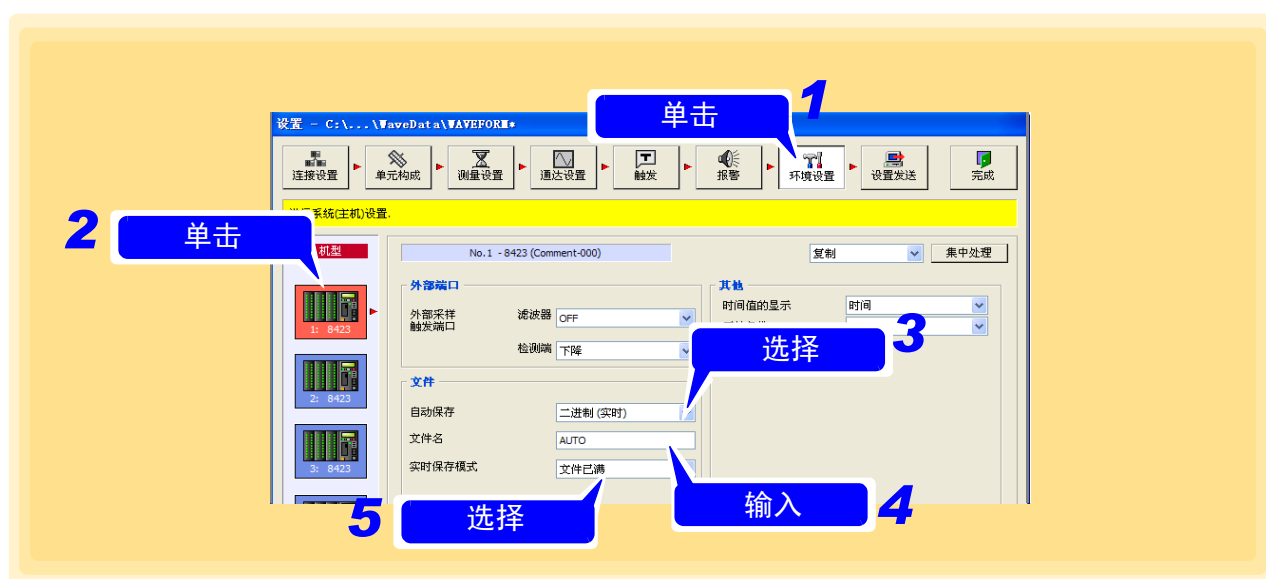 1
单击
设置 - C:\...\WaveData\WAVEFORM*
连接设置 单元构成 测量设置 通达设置 触发 报警 环境设置 设置发送 完成
系统(主机)设置.
2
单击
机型
No.1 - 8423 (Comment-000)
复制
集中处理
1: 8423
2: 8423
3: 8423
外部端口
外部采样
触发端口
滤波器 OFF
检测端 下降
其他
时间值的显示 时间
3
选择
文件
自动保存 二进制(实时)
文件名 AUTO
实时保存模式 文件已满
4
输入
5
选择